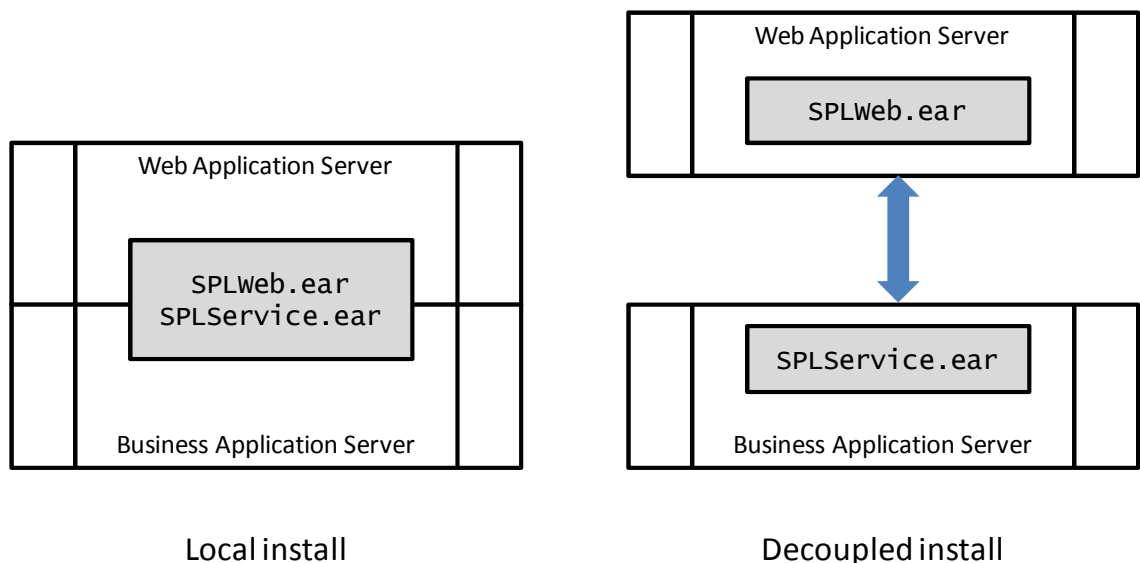 Web Application Server
SPLWeb.ear
SPLService.ear
Business Application Server
Local install
Web Application Server
SPLWeb.ear
SPLService.ear
Business Application Server
Decoupled install